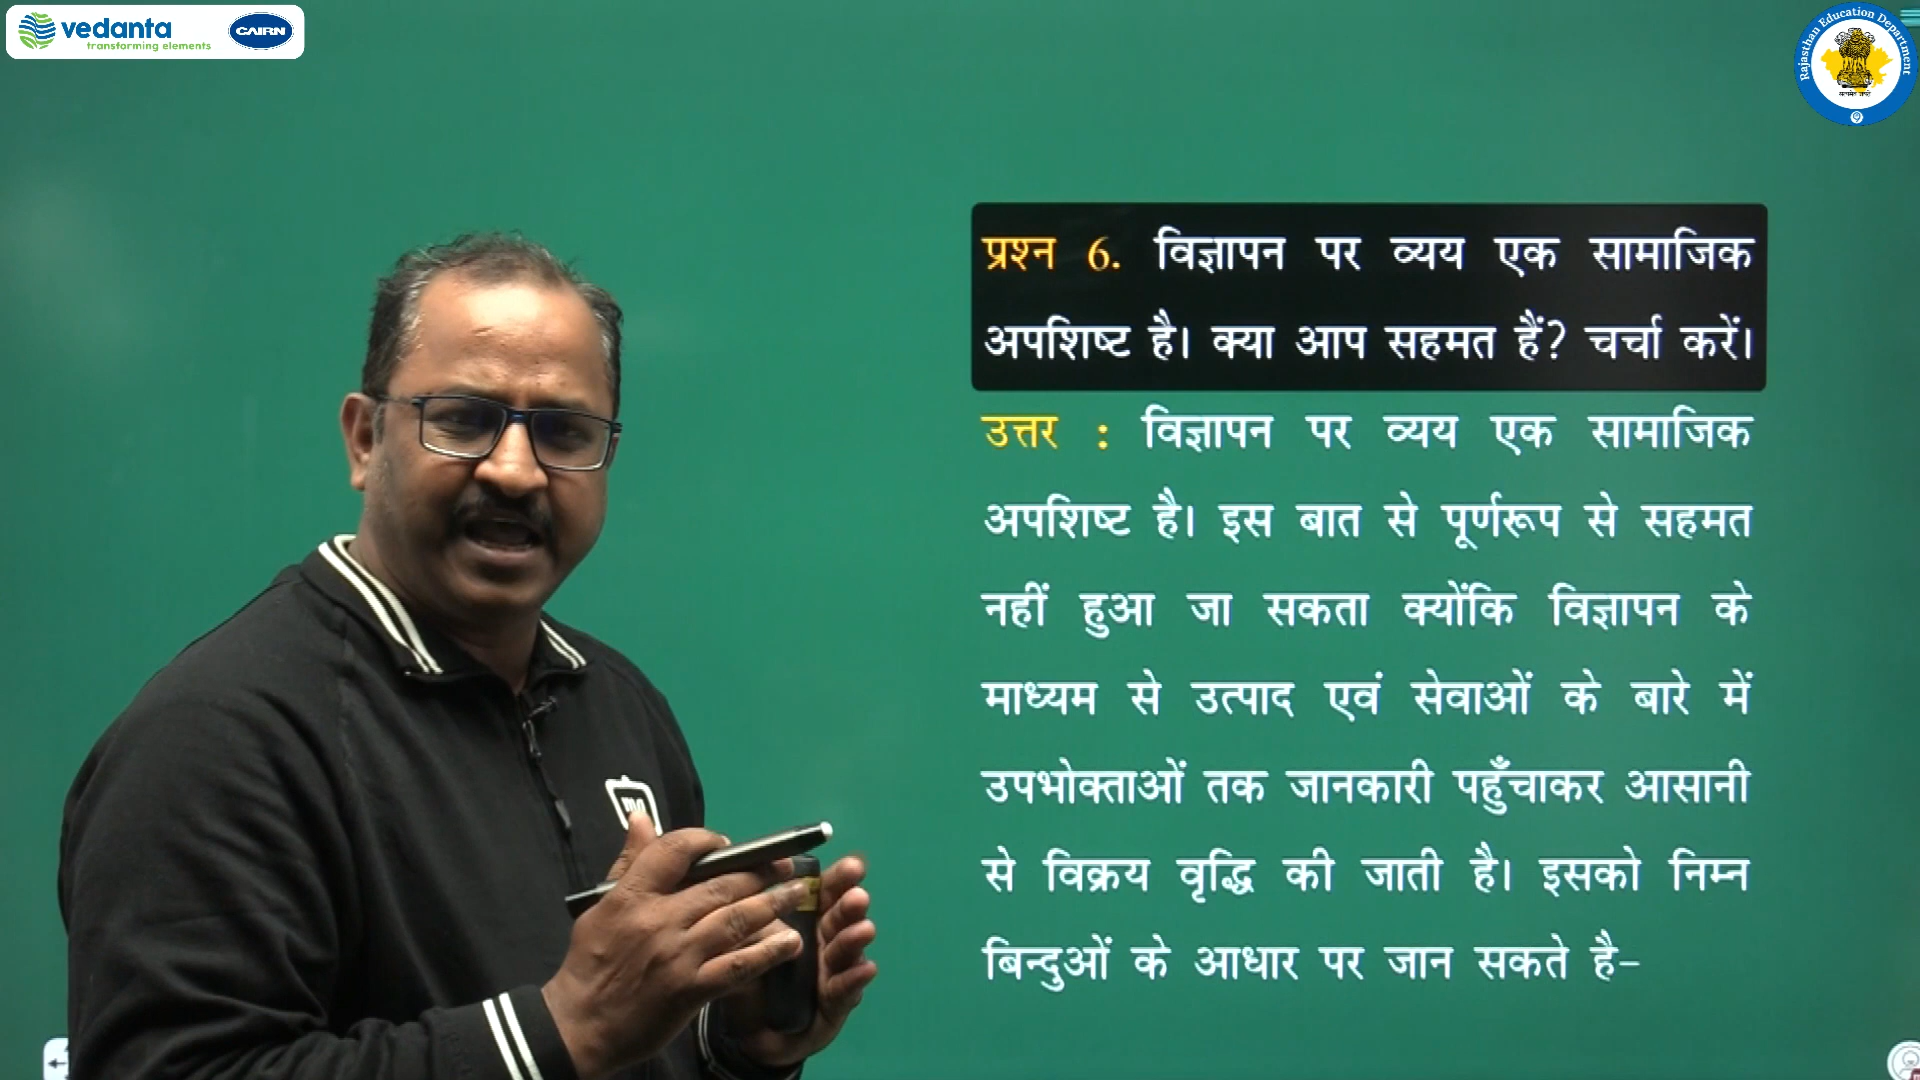 vedanta
transforming elements
CAIRN
Rajasthan Education Department
प्रश्न 6. विज्ञापन पर व्यय एक सामाजिक
अपशिष्ट है। क्या आप सहमत हैं? चर्चा करें।
उत्तर : विज्ञापन पर व्यय एक सामाजिक
अपशिष्ट है। इस बात से पूर्णरूप से सहमत
नहीं हुआ जा सकता क्योंकि विज्ञापन के
माध्यम से उत्पाद एवं सेवाओं के बारे में
उपभोक्ताओं तक जानकारी पहुँचाकर आसानी
से विक्रय वृद्धि की जाती है। इसको निम्न
बिन्दुओं के आधार पर जान सकते है-